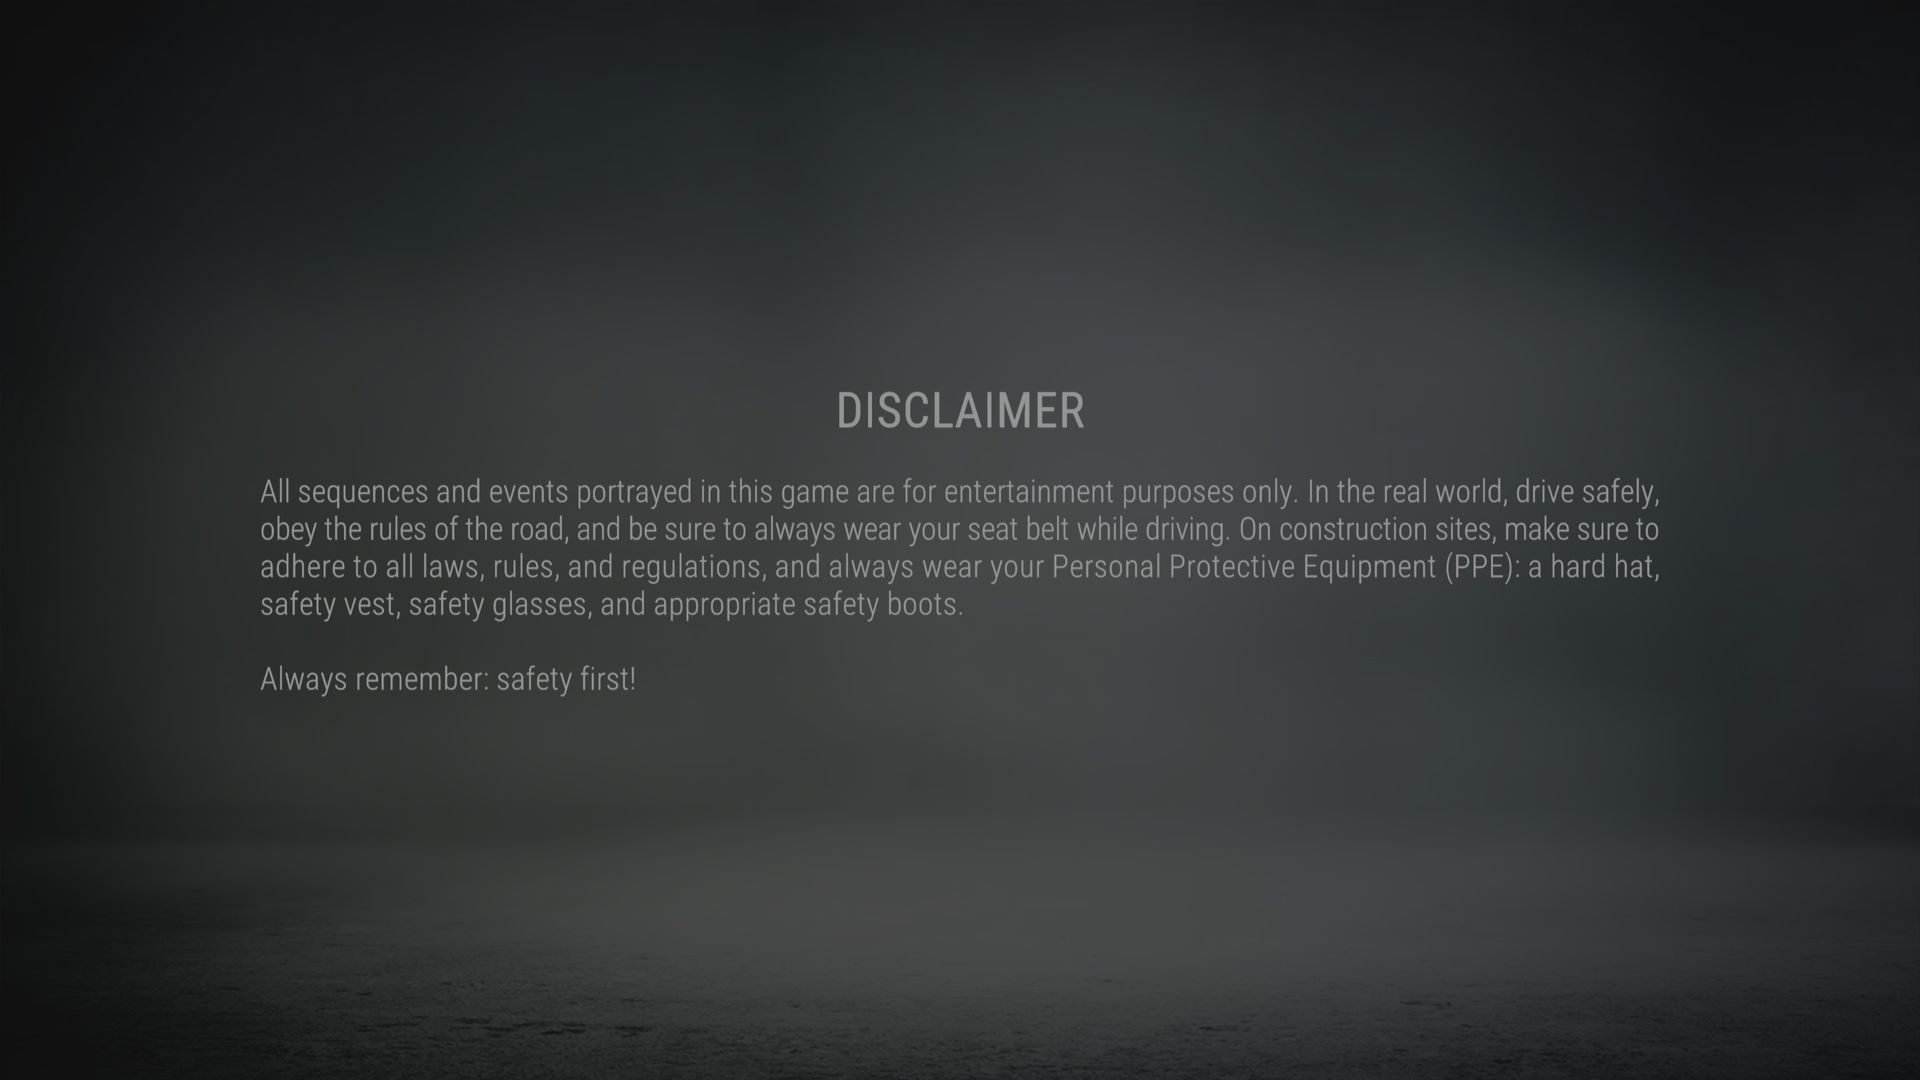 DISCLAIMER
All sequences and events portrayed in this game are for entertainment purposes only. In the real world, drive safely,
obey the rules of the road, and be sure to always wear your seat belt while driving. On construction sites, make sure to
adhere to all laws, rules, and regulations, and always wear your Personal Protective Equipment (PPE): a hard hat,
safety vest, safety glasses, and appropriate safety boots.
Always remember: safety first!